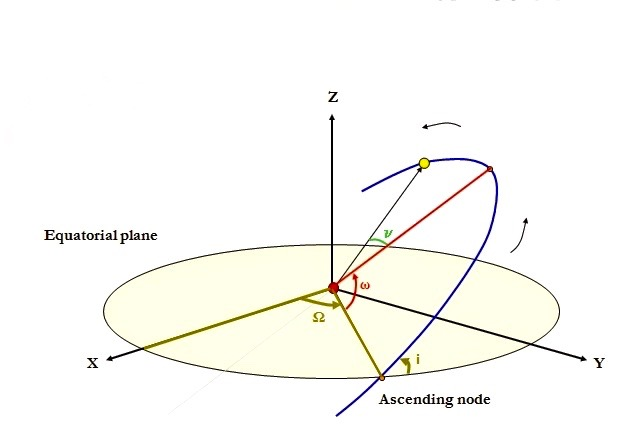 Z
Equatorial plane
ν
ω
Ω
X
Y
i
Ascending node